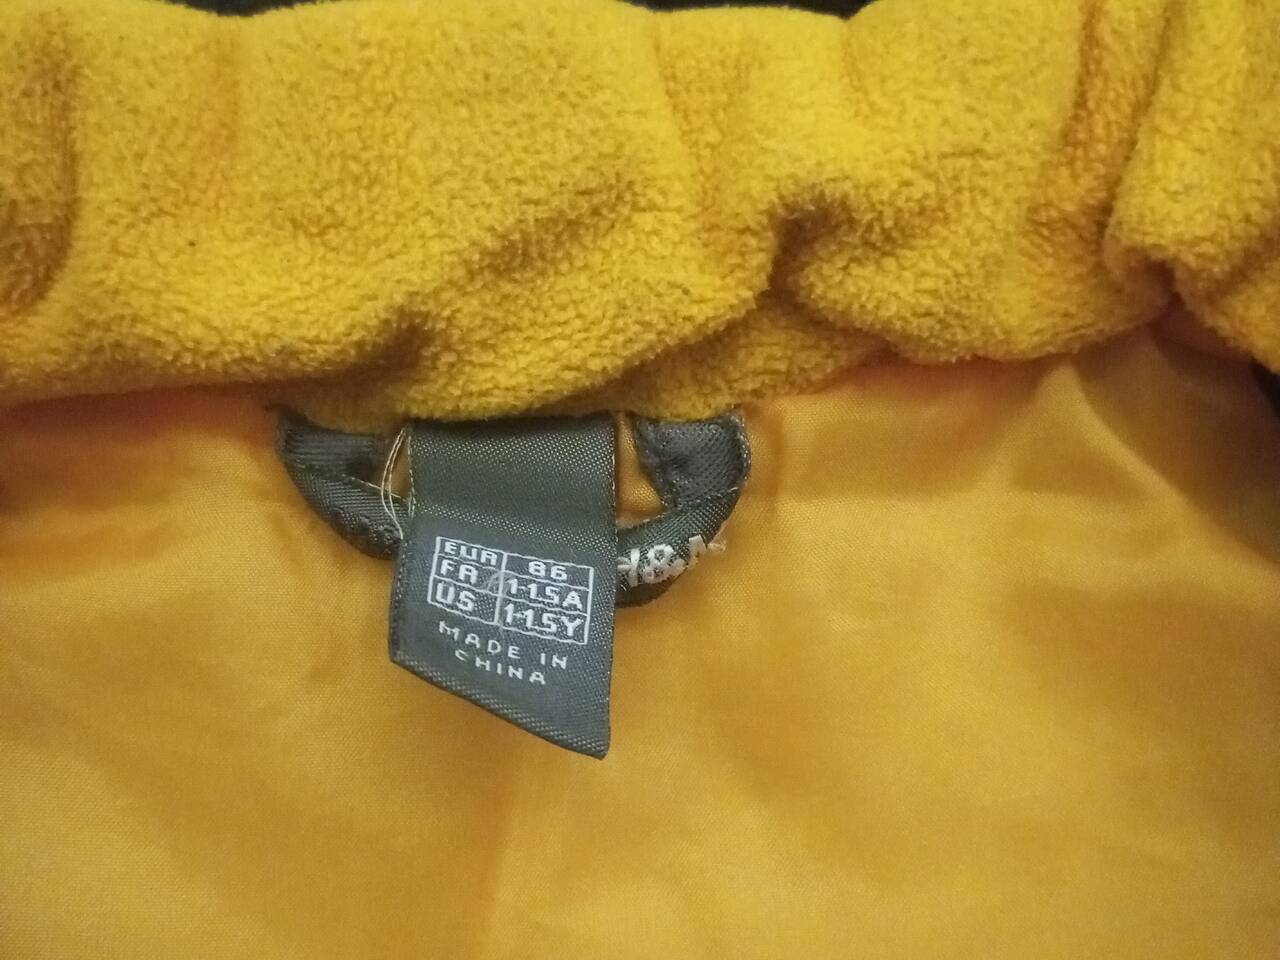 EUR 86
FR 1-1.5A
US 1-1.5Y
MADE IN
CHINA
H&M